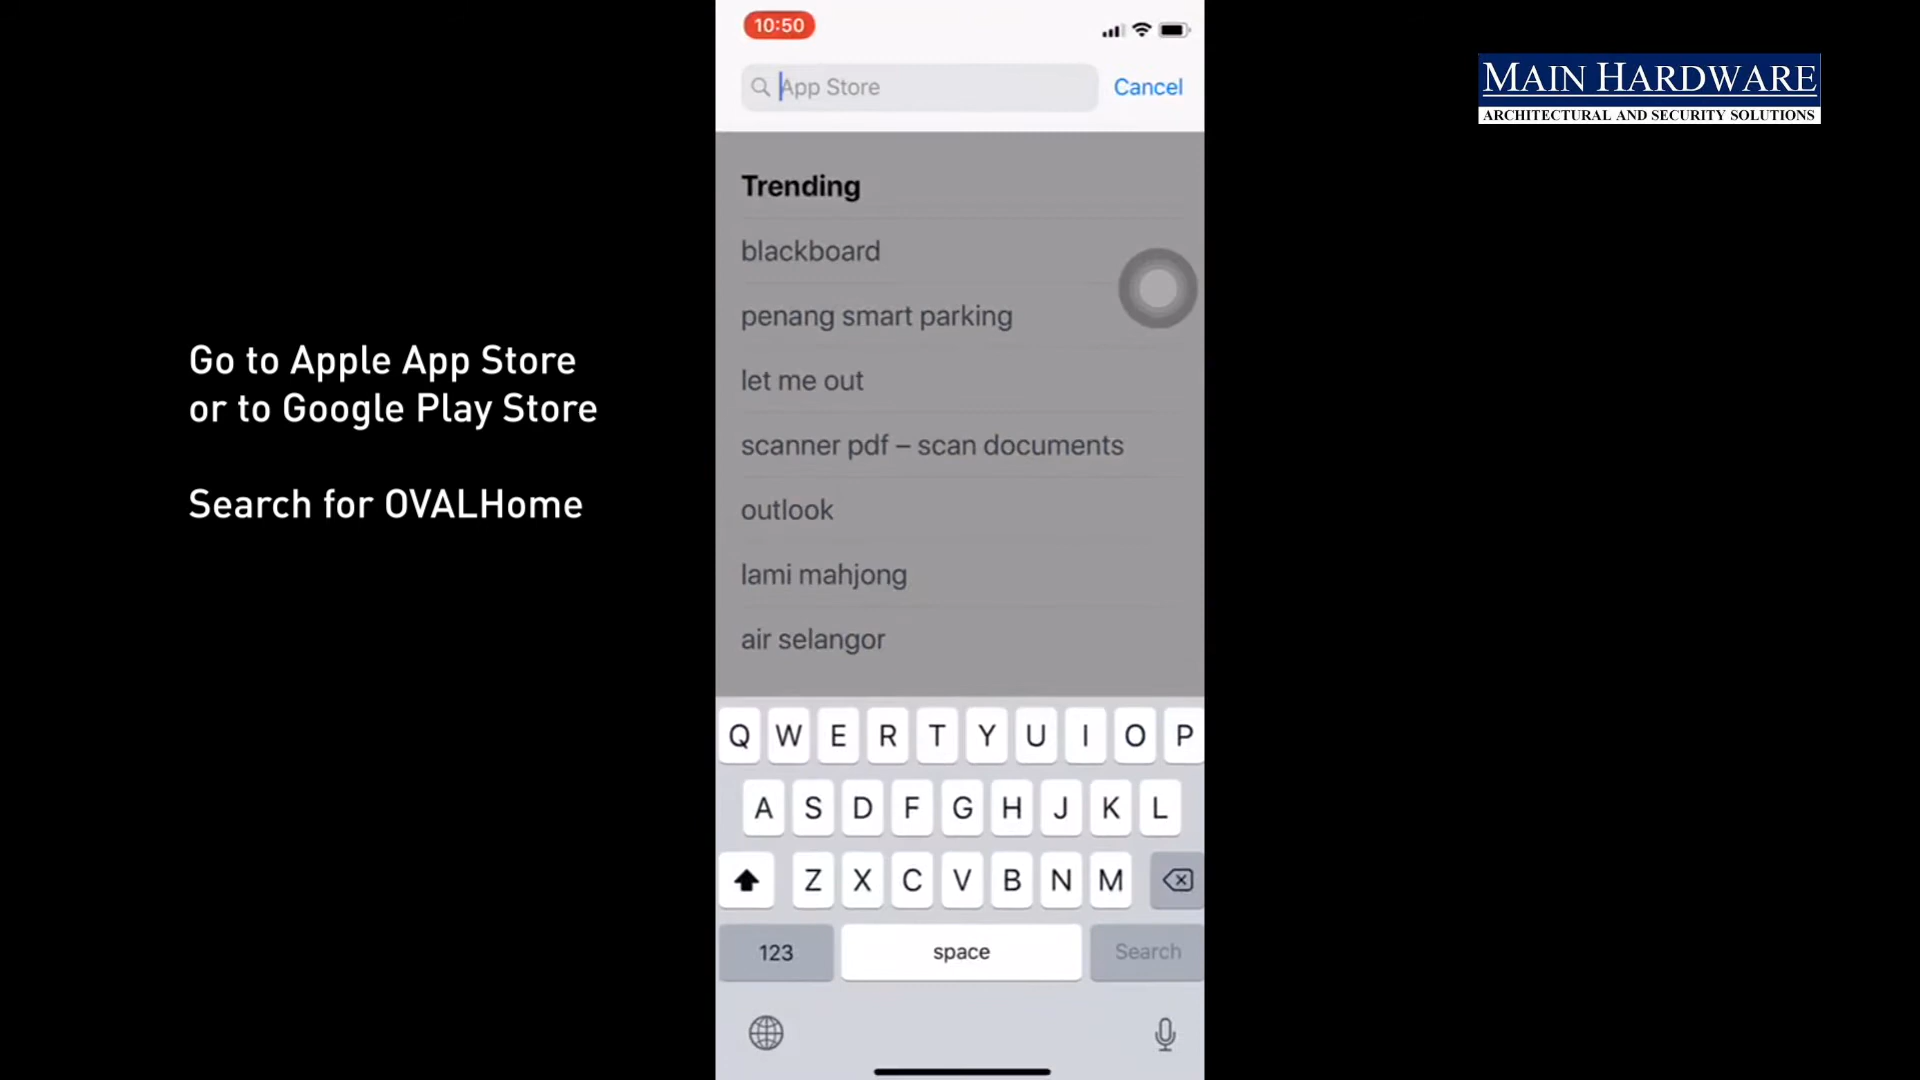 10:50
App Store
Cancel
MAIN HARDWARE
ARCHITECTURAL AND SECURITY SOLUTIONS
Trending
blackboard
penang smart parking
let me out
scanner pdf – scan documents
outlook
lami mahjong
air selangor
Go to Apple App Store
or to Google Play Store
Search for OVALHome
Q W E R T Y U I O P
A S D F G H J K L
Z X C V B N M
123 space Search